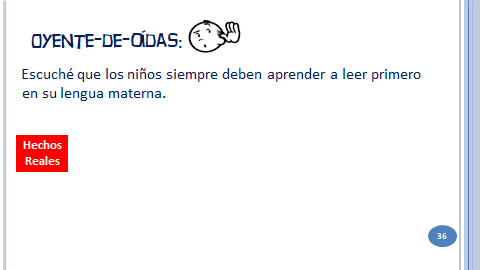 OYENTE-DE-OÍDAS:
Escuché que los niños siempre deben aprender a leer primero
en su lengua materna.
Hechos
Reales
36